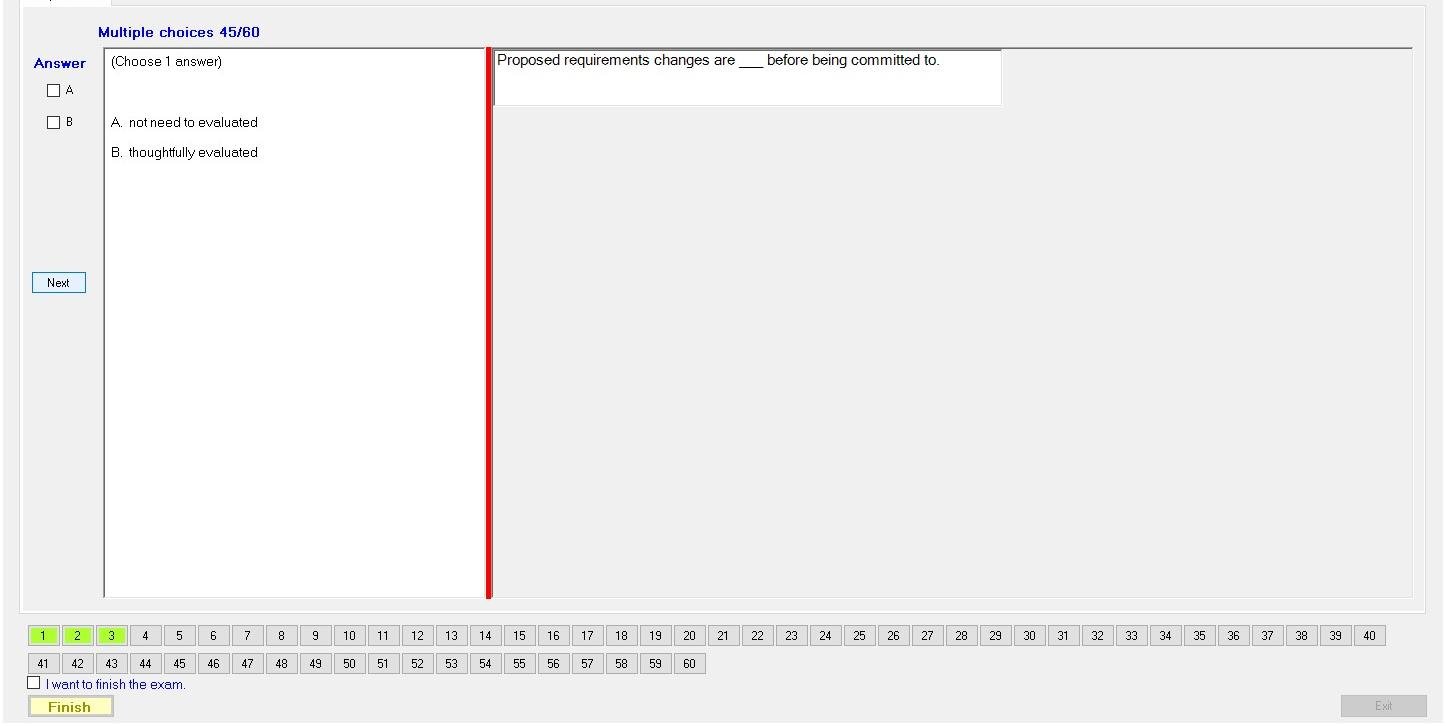 Multiple choices 45/60
Answer
(Choose 1 answer)
Proposed requirements changes are ___ before being committed to.
A
B
A. not need to evaluated
B. thoughtfully evaluated
Next
1 2 3 4 5 6 7 8 9 10 11 12 13 14 15 16 17 18 19 20 21 22 23 24 25 26 27 28 29 30 31 32 33 34 35 36 37 38 39 40
41 42 43 44 45 46 47 48 49 50 51 52 53 54 55 56 57 58 59 60
I want to finish the exam.
Finish
Exit